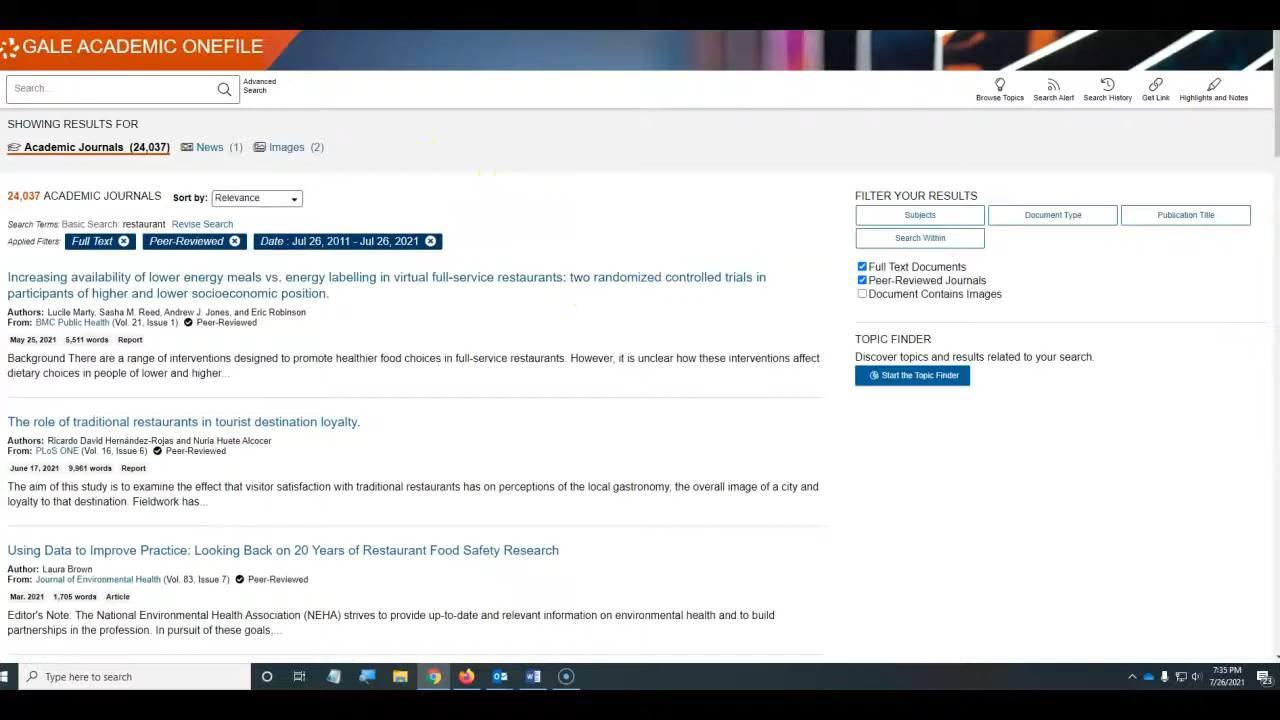 GALE ACADEMIC ONEFILE
Search...
Advanced
Search
Browse Topics
Search Alert
Search History
Get Link
Highlights and Notes
SHOWING RESULTS FOR
Academic Journals (24,037)
News (1)
Images (2)
24,037 ACADEMIC JOURNALS
Sort by: Relevance
Search Terms: Basic Search: restaurant Revise Search
Applied Filters: Full Text Peer-Reviewed Date : Jul 26, 2011 - Jul 26, 2021
Increasing availability of lower energy meals vs. energy labelling in virtual full-service restaurants: two randomized controlled trials in
participants of higher and lower socioeconomic position.
Authors: Lucile Marty, Sasha M. Reed, Andrew J. Jones, and Eric Robinson
From: BMC Public Health (Vol. 21, Issue 1) Peer-Reviewed
May 25, 2021 5,511 words Report
Background There are a range of interventions designed to promote healthier food choices in full-service restaurants. However, it is unclear how these interventions affect
dietary choices in people of lower and higher...
The role of traditional restaurants in tourist destination loyalty.
Authors: Ricardo David Hernández-Rojas and Nuria Huete Alcocer
From: PLoS ONE (Vol. 16, Issue 6) Peer-Reviewed
June 17, 2021 9,961 words Report
The aim of this study is to examine the effect that visitor satisfaction with traditional restaurants has on perceptions of the local gastronomy, the overall image of a city and
loyalty to that destination. Fieldwork has...
Using Data to Improve Practice: Looking Back on 20 Years of Restaurant Food Safety Research
Author: Laura Brown
From: Journal of Environmental Health (Vol. 83, Issue 7) Peer-Reviewed
Mar. 2021 1,705 words Article
Editor's Note: The National Environmental Health Association (NEHA) strives to provide up-to-date and relevant information on environmental health and to build
partnerships in the profession. In pursuit of these goals,...
FILTER YOUR RESULTS
Subjects
Document Type
Publication Title
Search Within
Full Text Documents
Peer-Reviewed Journals
Document Contains Images
TOPIC FINDER
Discover topics and results related to your search.
Start the Topic Finder
Type here to search
7:35 PM
7/26/2021
23